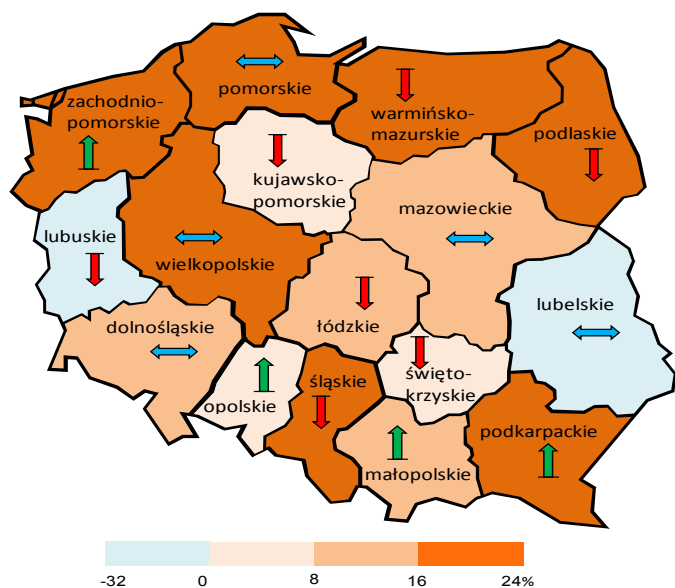 pomorskie
zachodnio-
pomorskie
warmińsko-
mazurskie
podlaskie
kujawsko-
pomorskie
mazowieckie
lubuskie
wielkopolskie
lubelskie
dolnośląskie
łódzkie
opolskie
śląskie
święto-
krzyskie
podkarpackie
małopolskie
-32 0 8 16 24%